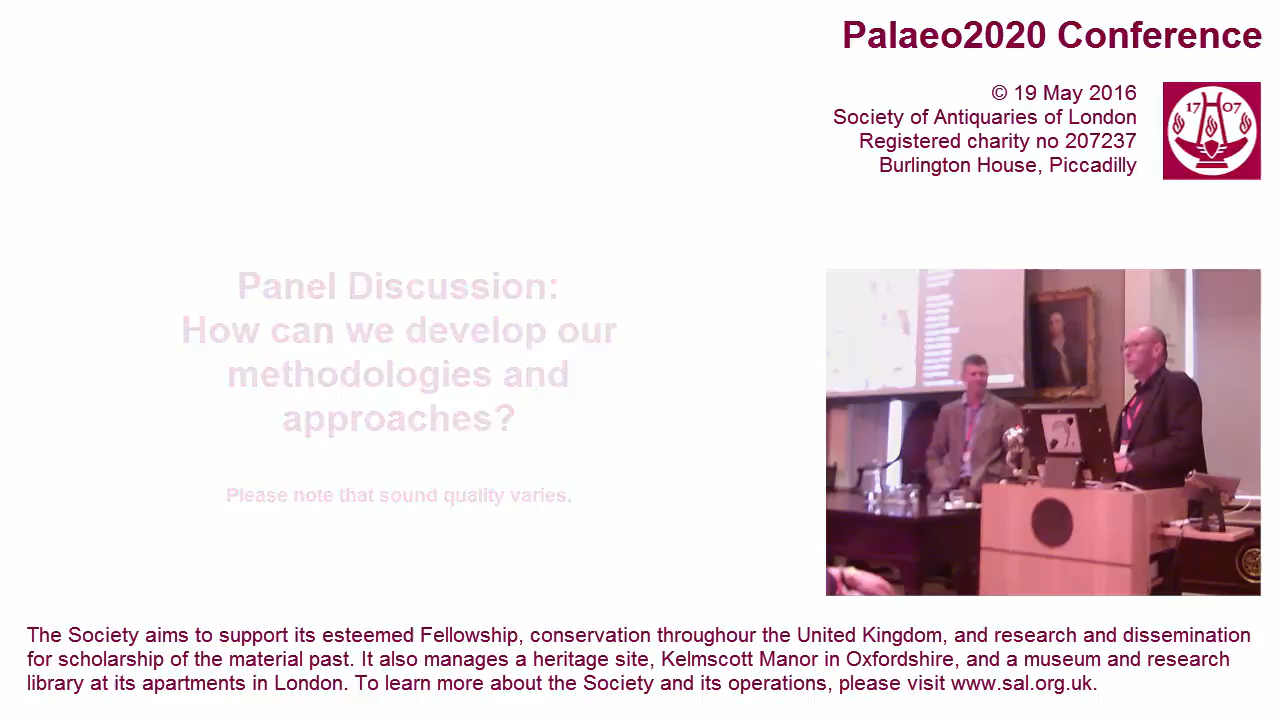 Palaeo2020 Conference
© 19 May 2016
Society of Antiquaries of London
Registered charity no 207237
Burlington House, Piccadilly
17 07
Panel Discussion:
How can we develop our
methodologies and
approaches?
Please note that sound quality varies.
The Society aims to support its esteemed Fellowship, conservation throughour the United Kingdom, and research and dissemination
for scholarship of the material past. It also manages a heritage site, Kelmscott Manor in Oxfordshire, and a museum and research
library at its apartments in London. To learn more about the Society and its operations, please visit www.sal.org.uk.